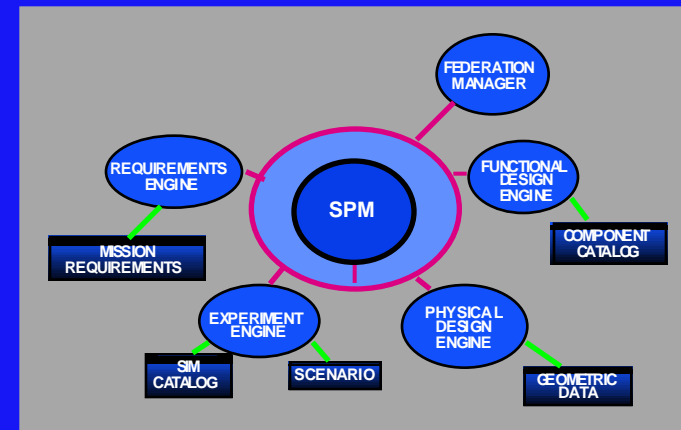 FEDERATION
MANAGER
REQUIREMENTS
ENGINE
FUNCTIONAL
DESIGN
ENGINE
SPM
MISSION
REQUIREMENTS
COMPONENT
CATALOG
EXPERIMENT
ENGINE
PHYSICAL
DESIGN
ENGINE
SIM
CATALOG
SCENARIO
GEOMETRIC
DATA